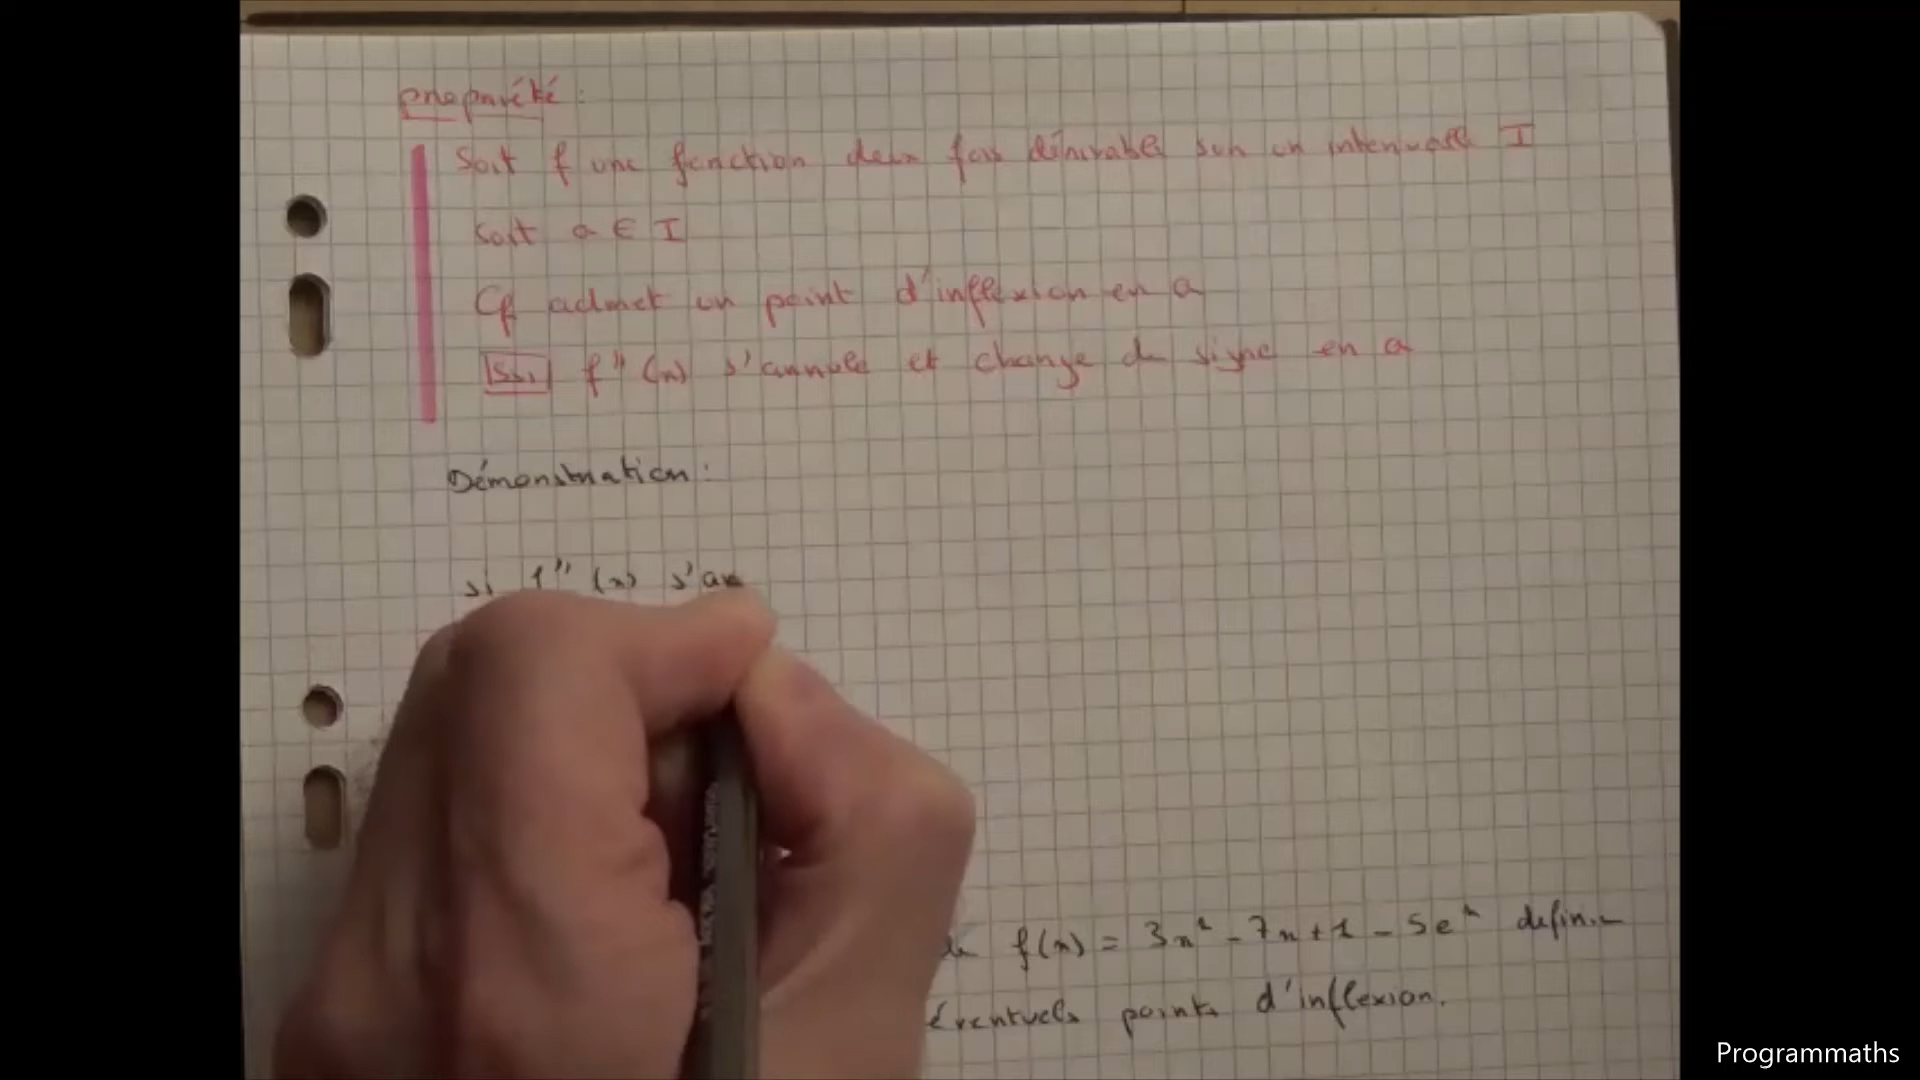 propriété :
Soit f une fonction deux fois dérivable sur un intervalle I
Soit a ∈ I
Cf admet un point d'inflexion en a
ssi f''(x) s'annule et change de signe en a
Démonstration :
si f''(x) s'an
de f(x) = 3x² - 7x + 1 - 5eˣ définie
éventuels points d'inflexion.
Programmaths